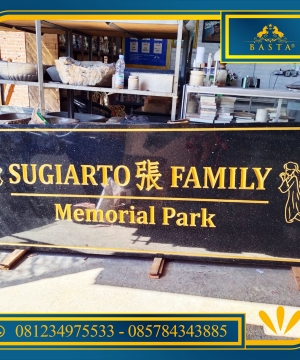 BASTA®
SUGIARTO 張 FAMILY
Memorial Park
081234975533 - 085784343885